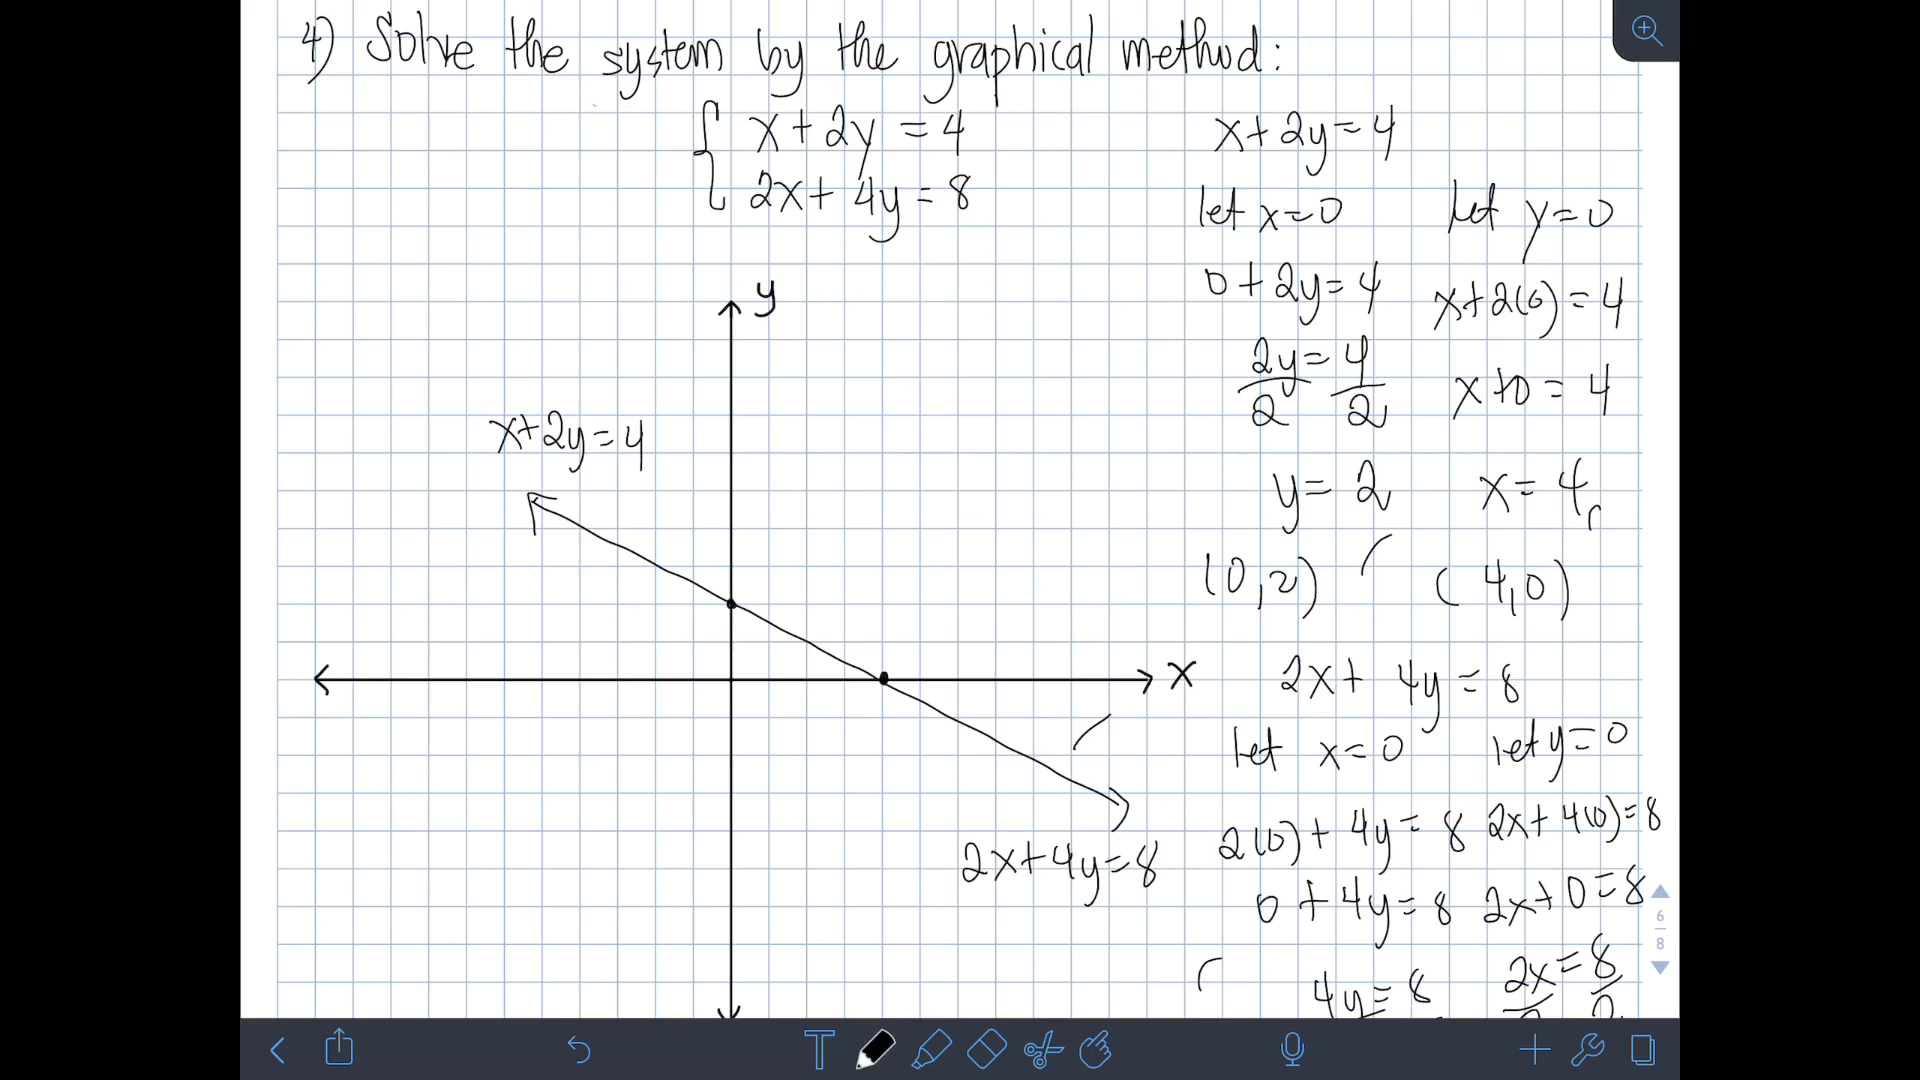 4) Solve the system by the graphical method:
x + 2y = 4
2x + 4y = 8
x + 2y = 4
let x = 0
let y = 0
0 + 2y = 4
x + 2(0) = 4
2y = 4
2 2
x + 0 = 4
y = 2
x = 4
(0,2)
(4,0)
y
x + 2y = 4
x
2x + 4y = 8
2x + 4y = 8
let x = 0
let y = 0
2(0) + 4y = 8
2x + 4(0) = 8
0 + 4y = 8
2x + 0 = 8
4y = 8
2x = 8
6
8
T